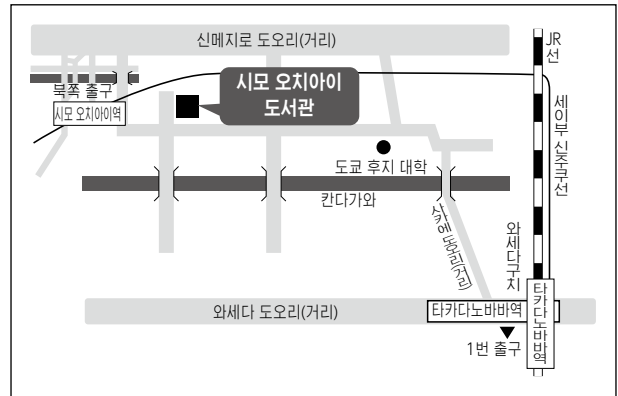 신메지로 도오리(거리)
JR
선
북쪽 출구
시모 오치아이역
시모 오치아이
도서관
세이부 신주쿠선
도쿄 후지 대학
칸다가와
사카에 도오리(거리)
와세다구치
와세다 도오리(거리)
타카다노바바역
타카다노바바역
1번 출구